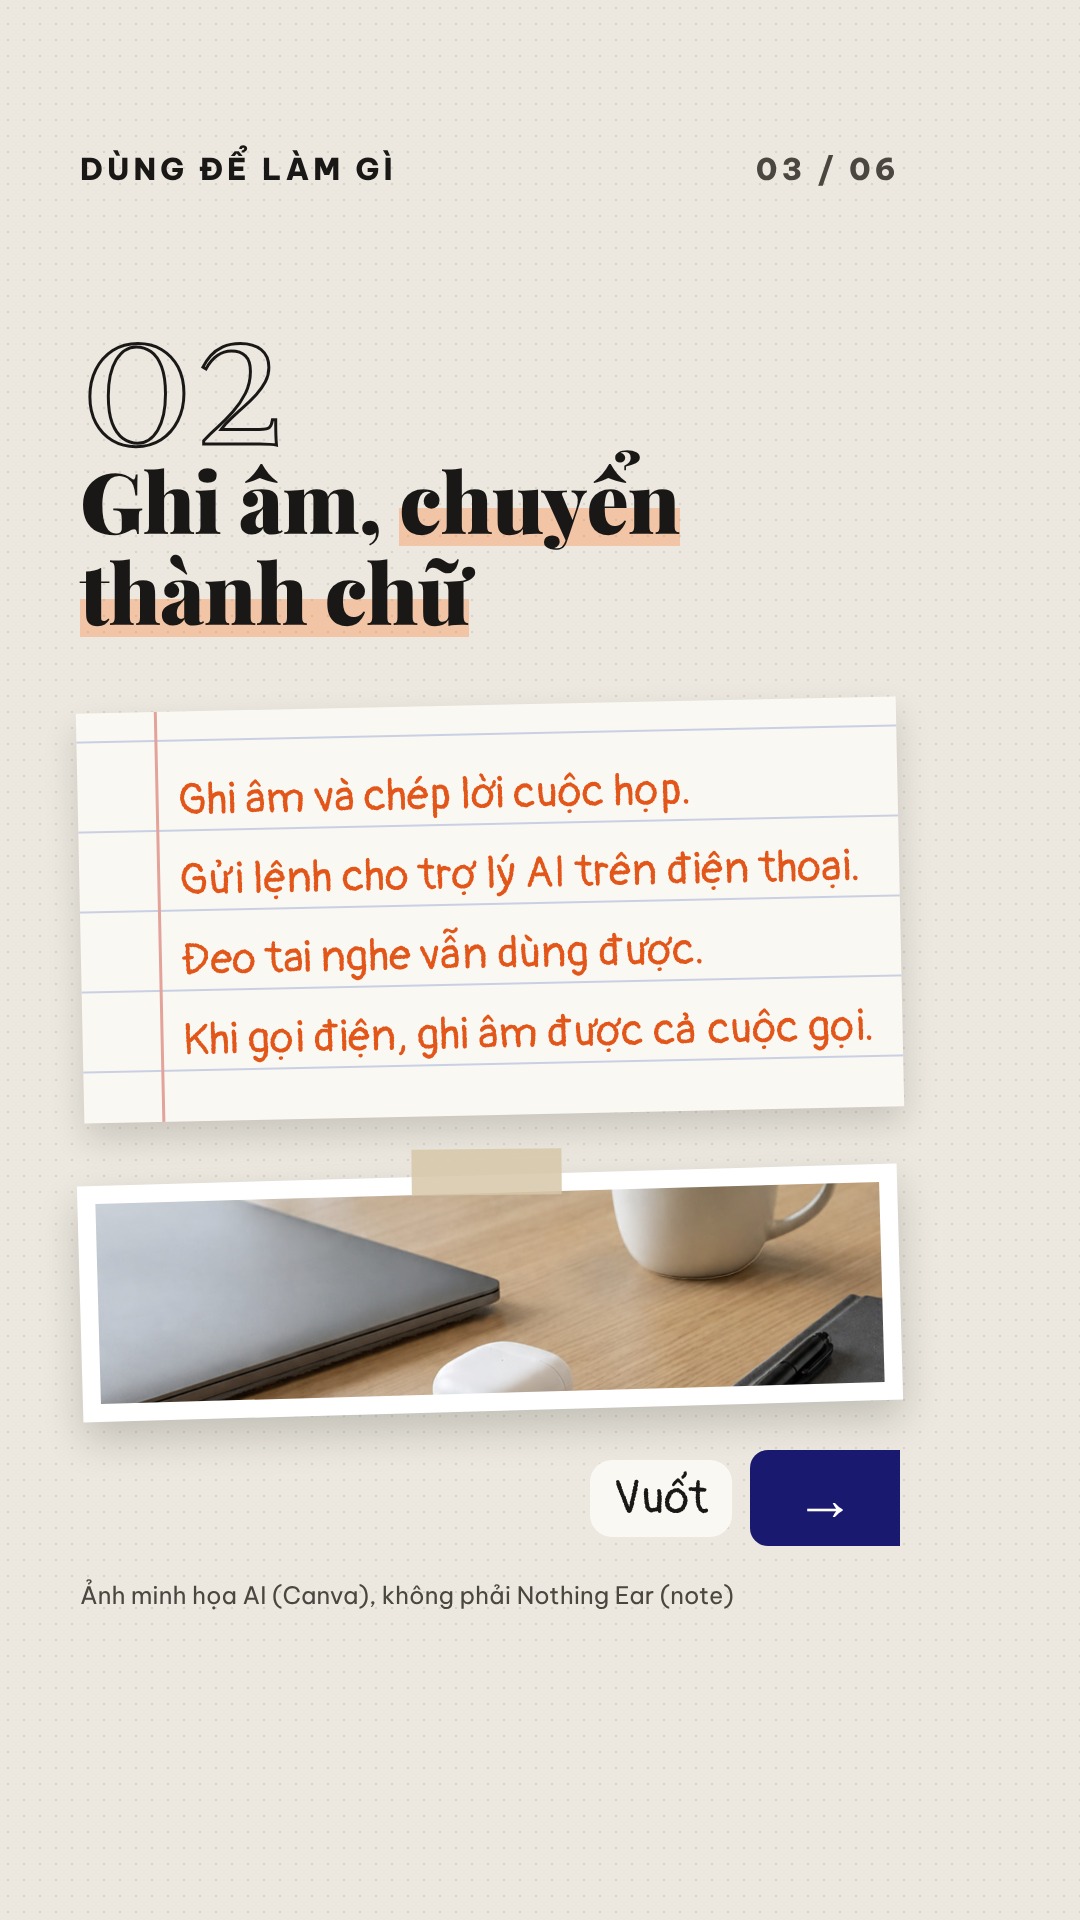 DÙNG ĐỂ LÀM GÌ
03 / 06
02
Ghi âm, chuyển
thành chữ
Ghi âm và chép lời cuộc họp.
Gửi lệnh cho trợ lý AI trên điện thoại.
Đeo tai nghe vẫn dùng được.
Khi gọi điện, ghi âm được cả cuộc gọi.
Vuốt →
Ảnh minh họa AI (Canva), không phải Nothing Ear (note)